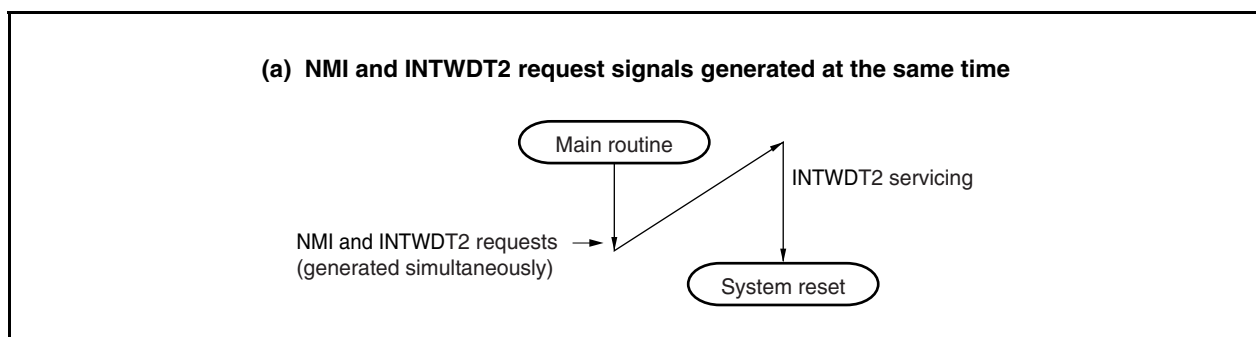 (a) NMI and INTWDT2 request signals generated at the same time
Main routine
INTWDT2 servicing
NMI and INTWDT2 requests
(generated simultaneously)
System reset